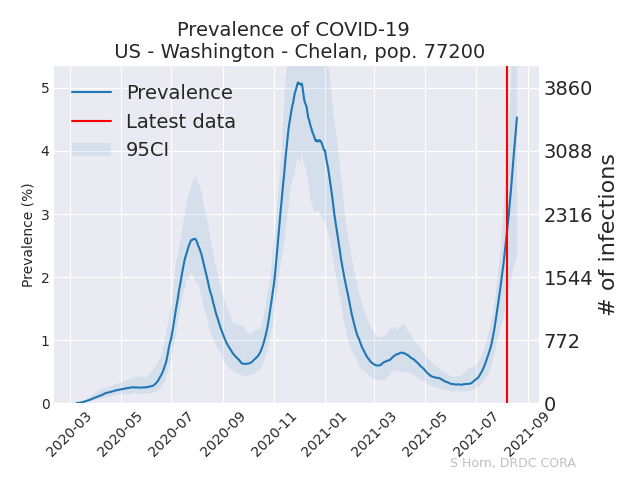 Prevalence of COVID-19
US - Washington - Chelan, pop. 77200
Prevalence
Latest data
95CI
Prevalence (%)
5
4
3
2
1
0
3860
3088
2316
1544
772
0
# of infections
2020-03
2020-05
2020-07
2020-09
2020-11
2021-01
2021-03
2021-05
2021-07
2021-09
S Horn, DRDC CORA